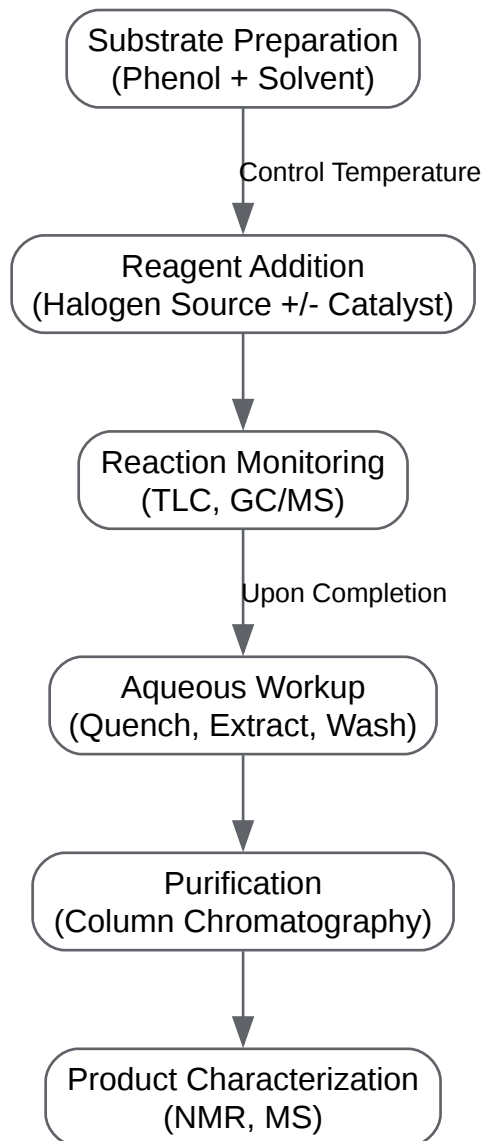 Substrate Preparation
(Phenol + Solvent)
Control Temperature
Reagent Addition
(Halogen Source +/- Catalyst)
Reaction Monitoring
(TLC, GC/MS)
Upon Completion
Aqueous Workup
(Quench, Extract, Wash)
Purification
(Column Chromatography)
Product Characterization
(NMR, MS)